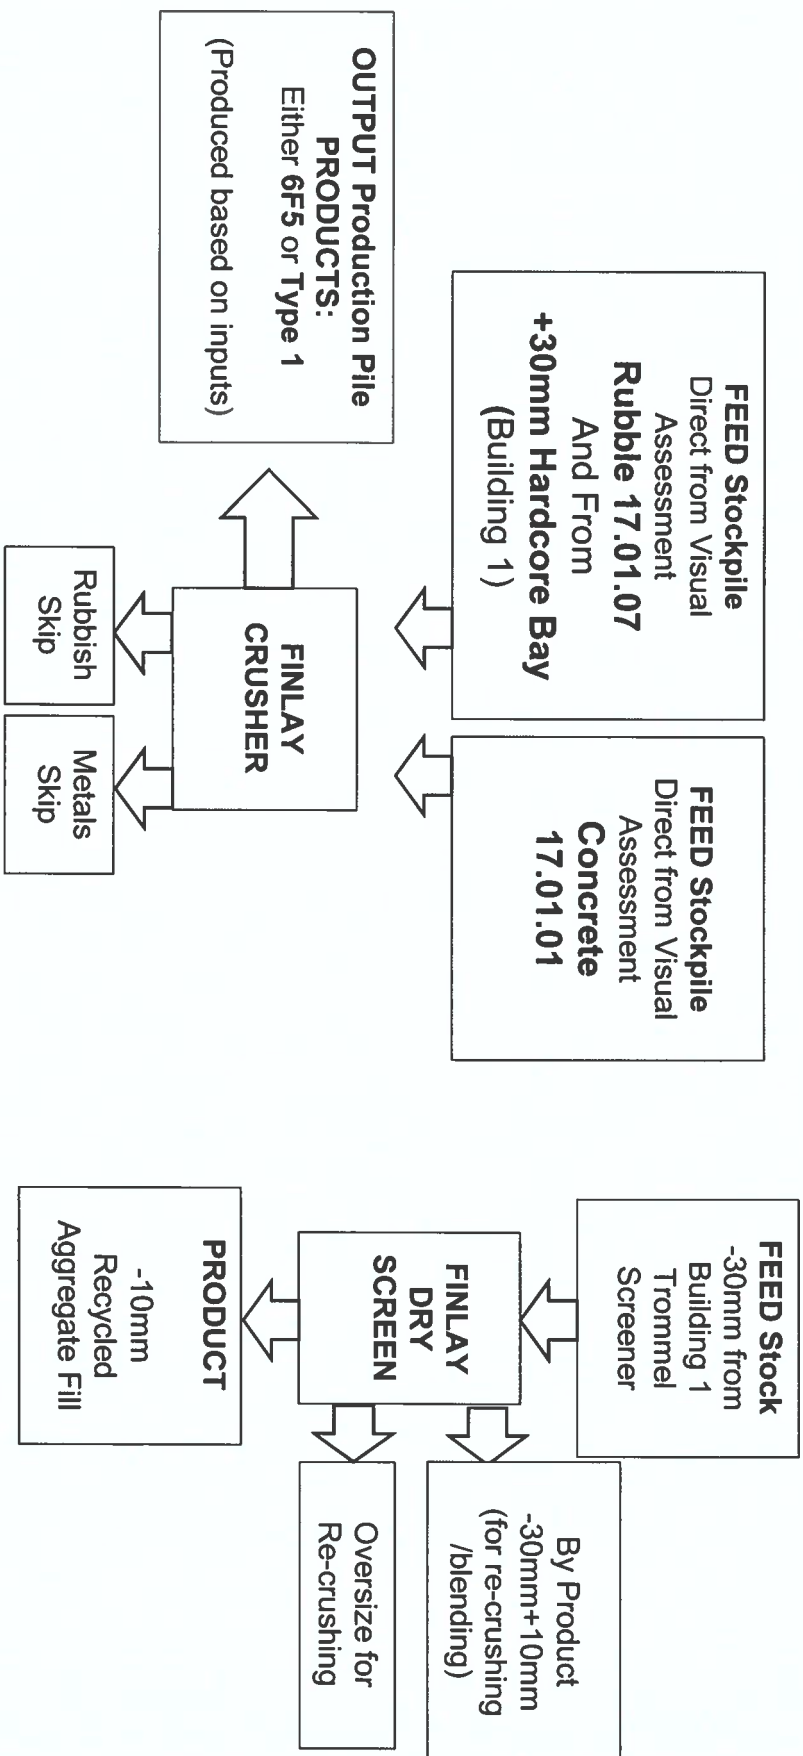 FEED Stockpile
Direct from Visual
Assessment
Rubble 17.01.07
And From
+30mm Hardcore Bay
(Building 1)
FEED Stockpile
Direct from Visual
Assessment
Concrete
17.01.01
OUTPUT Production Pile
PRODUCTS:
Either 6F5 or Type 1
(Produced based on inputs)
FINLAY
CRUSHER
Rubbish
Skip
Metals
Skip
FEED Stock
-30mm from
Building 1
Trommel
Screener
FINLAY
DRY
SCREEN
By Product
-30mm+10mm
(for re-crushing
/blending)
Oversize for
Re-crushing
PRODUCT
-10mm
Recycled
Aggregate Fill